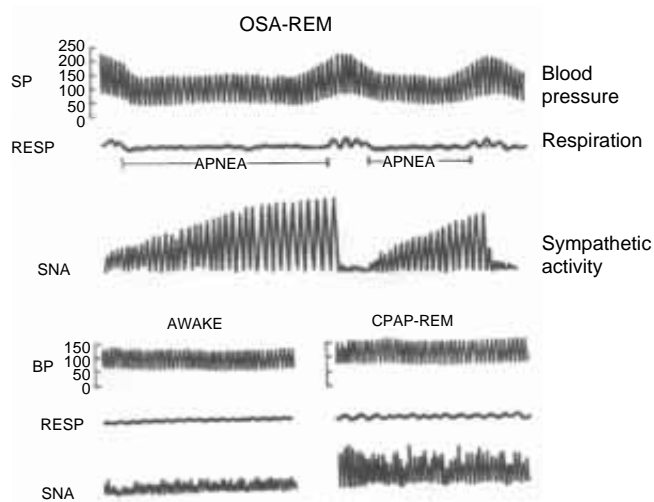 OSA-REM
250
200
150
100
50
0
SP
Blood
pressure
RESP
Respiration
APNEA
APNEA
SNA
Sympathetic
activity
AWAKE
CPAP-REM
150
100
50
0
BP
RESP
SNA